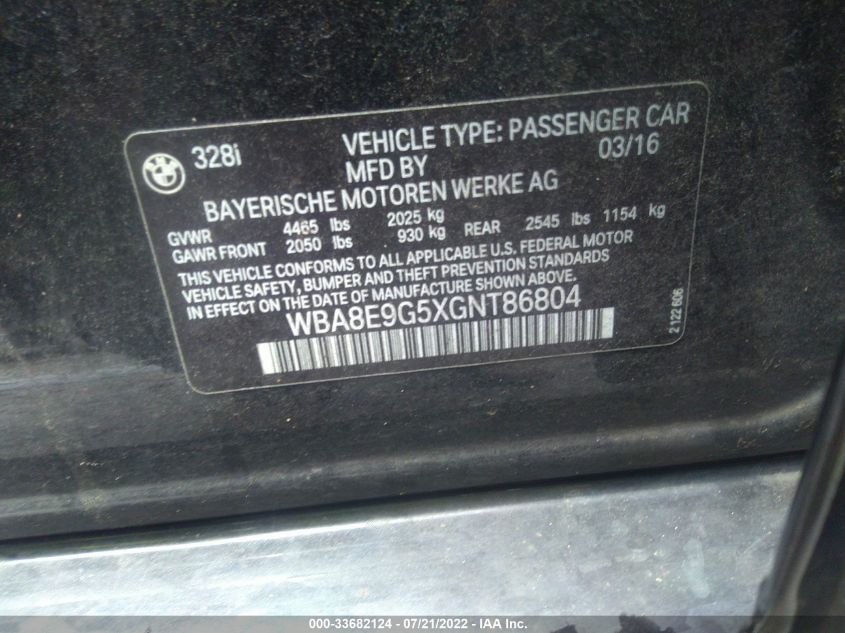 BMW
328i
VEHICLE TYPE: PASSENGER CAR
MFD BY 03/16
BAYERISCHE MOTOREN WERKE AG
GVWR 4465 lbs 2025 kg
GAWR FRONT 2050 lbs 930 kg REAR 2545 lbs 1154 kg
THIS VEHICLE CONFORMS TO ALL APPLICABLE U.S. FEDERAL MOTOR
VEHICLE SAFETY, BUMPER AND THEFT PREVENTION STANDARDS
IN EFFECT ON THE DATE OF MANUFACTURE SHOWN ABOVE.
WBA8E9G5XGNT86804
2 122 606
000-33682124 / 07/21/2022 - IAA Inc.